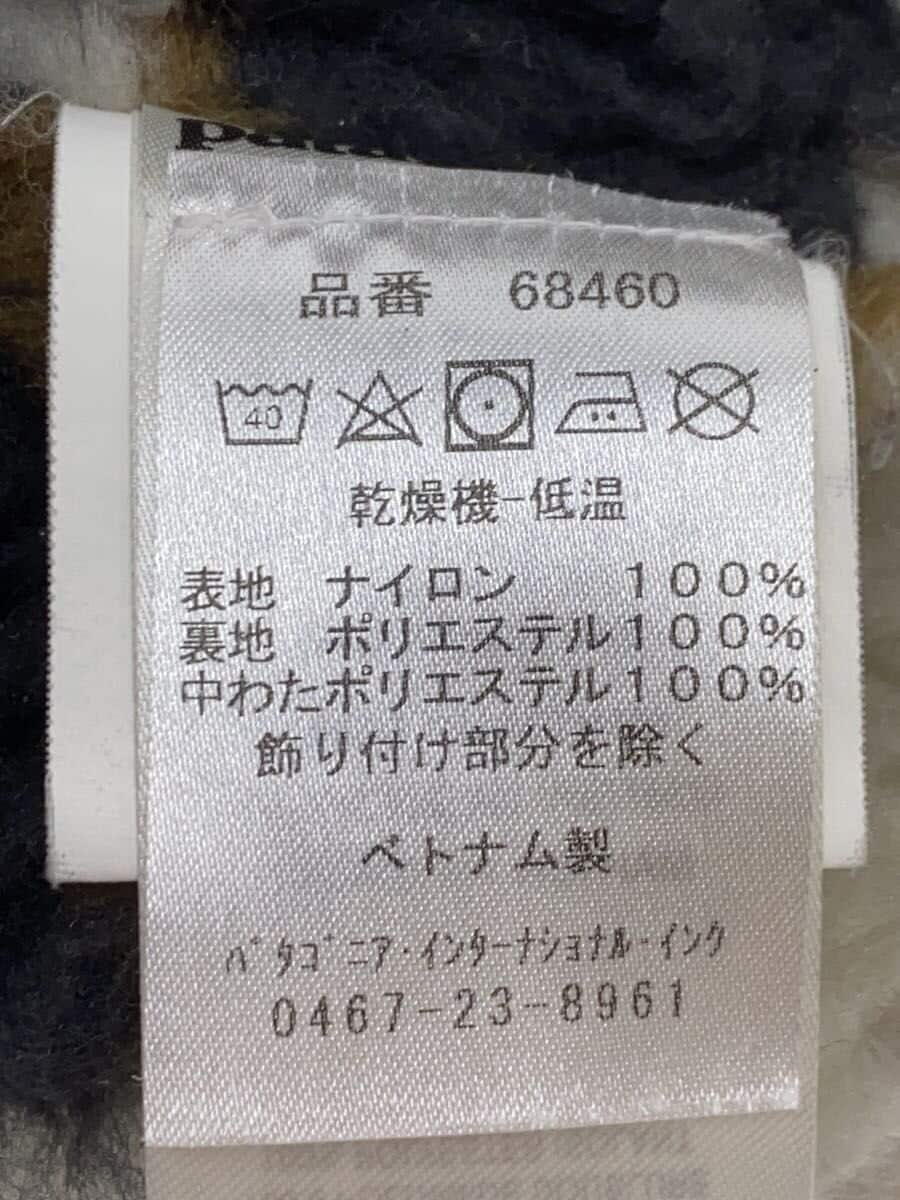 品番 68460
40
乾燥機-低温
表地 ナイロン 100%
裏地 ポリエステル100%
中わたポリエステル100%
飾り付け部分を除く
ベトナム製
パタゴニア・インターナショナル・インク
0467-23-8961